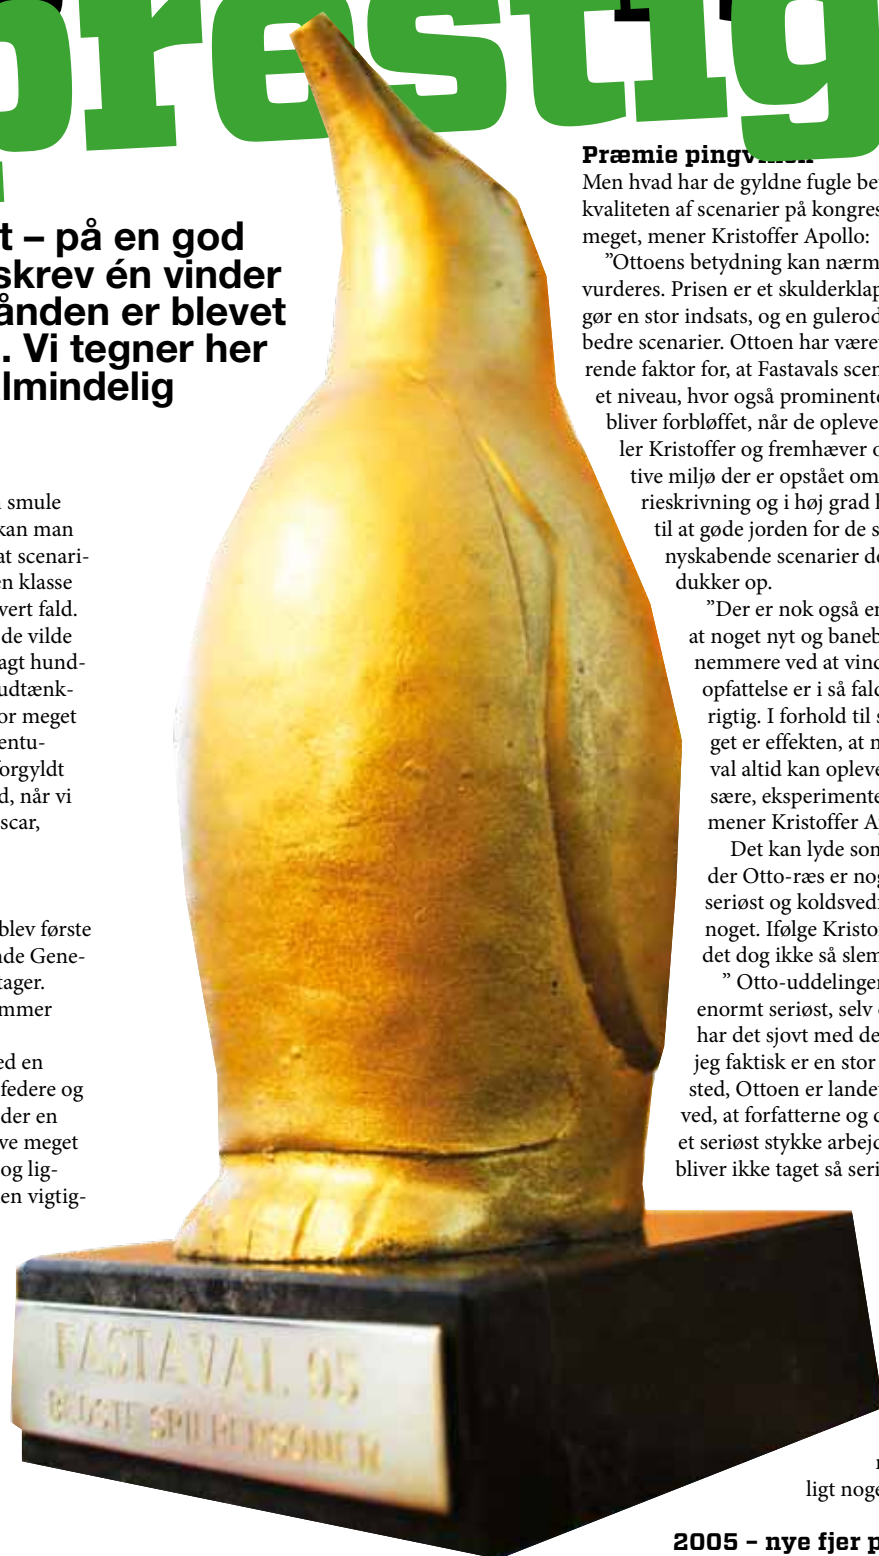 prestig
t – på en god
skrev én vinder
ånden er blevet
. Vi tegner her
lmindelig
smule
kan man
at scenari-
en klasse
vert fald.
de vilde
agt hund-
udtænk-
or meget
entu-
forgyldt
d, når vi
scar,
blev første
nde Gene-
tager.
mmer
ed en
federe og
der en
ve meget
og lig-
en vigtig-
Præmie pingvinen
Men hvad har de gyldne fugle bet
kvaliteten af scenarier på kongres
meget, mener Kristoffer Apollo:
”Ottoens betydning kan nærm
vurderes. Prisen er et skulderklap
gør en stor indsats, og en gulerod
bedre scenarier. Ottoen har været
rende faktor for, at Fastavals scen
et niveau, hvor også prominente
bliver forbløffet, når de opleve
ler Kristoffer og fremhæver d
tive miljø der er opstået om
rieskrivning og i høj grad h
til at gøde jorden for de s
nyskabende scenarier de
dukker op.
”Der er nok også en
at noget nyt og baneb
nemmere ved at vind
opfattelse er i så fald
rigtig. I forhold til s
get er effekten, at n
val altid kan opleve
sære, eksperimente
mener Kristoffer Ap
Det kan lyde som
der Otto-ræs er nog
seriøst og koldsvedi
noget. Ifølge Kristof
det dog ikke så slem
” Otto-uddelingen
enormt seriøst, selv o
har det sjovt med de
jeg faktisk er en stor
sted, Ottoen er landet
ved, at forfatterne og d
et seriøst stykke arbejd
bliver ikke taget så seri
FASTAVAL 95
BEDSTE SPILPERSONER
ligt noge
2005 – nye fjer p